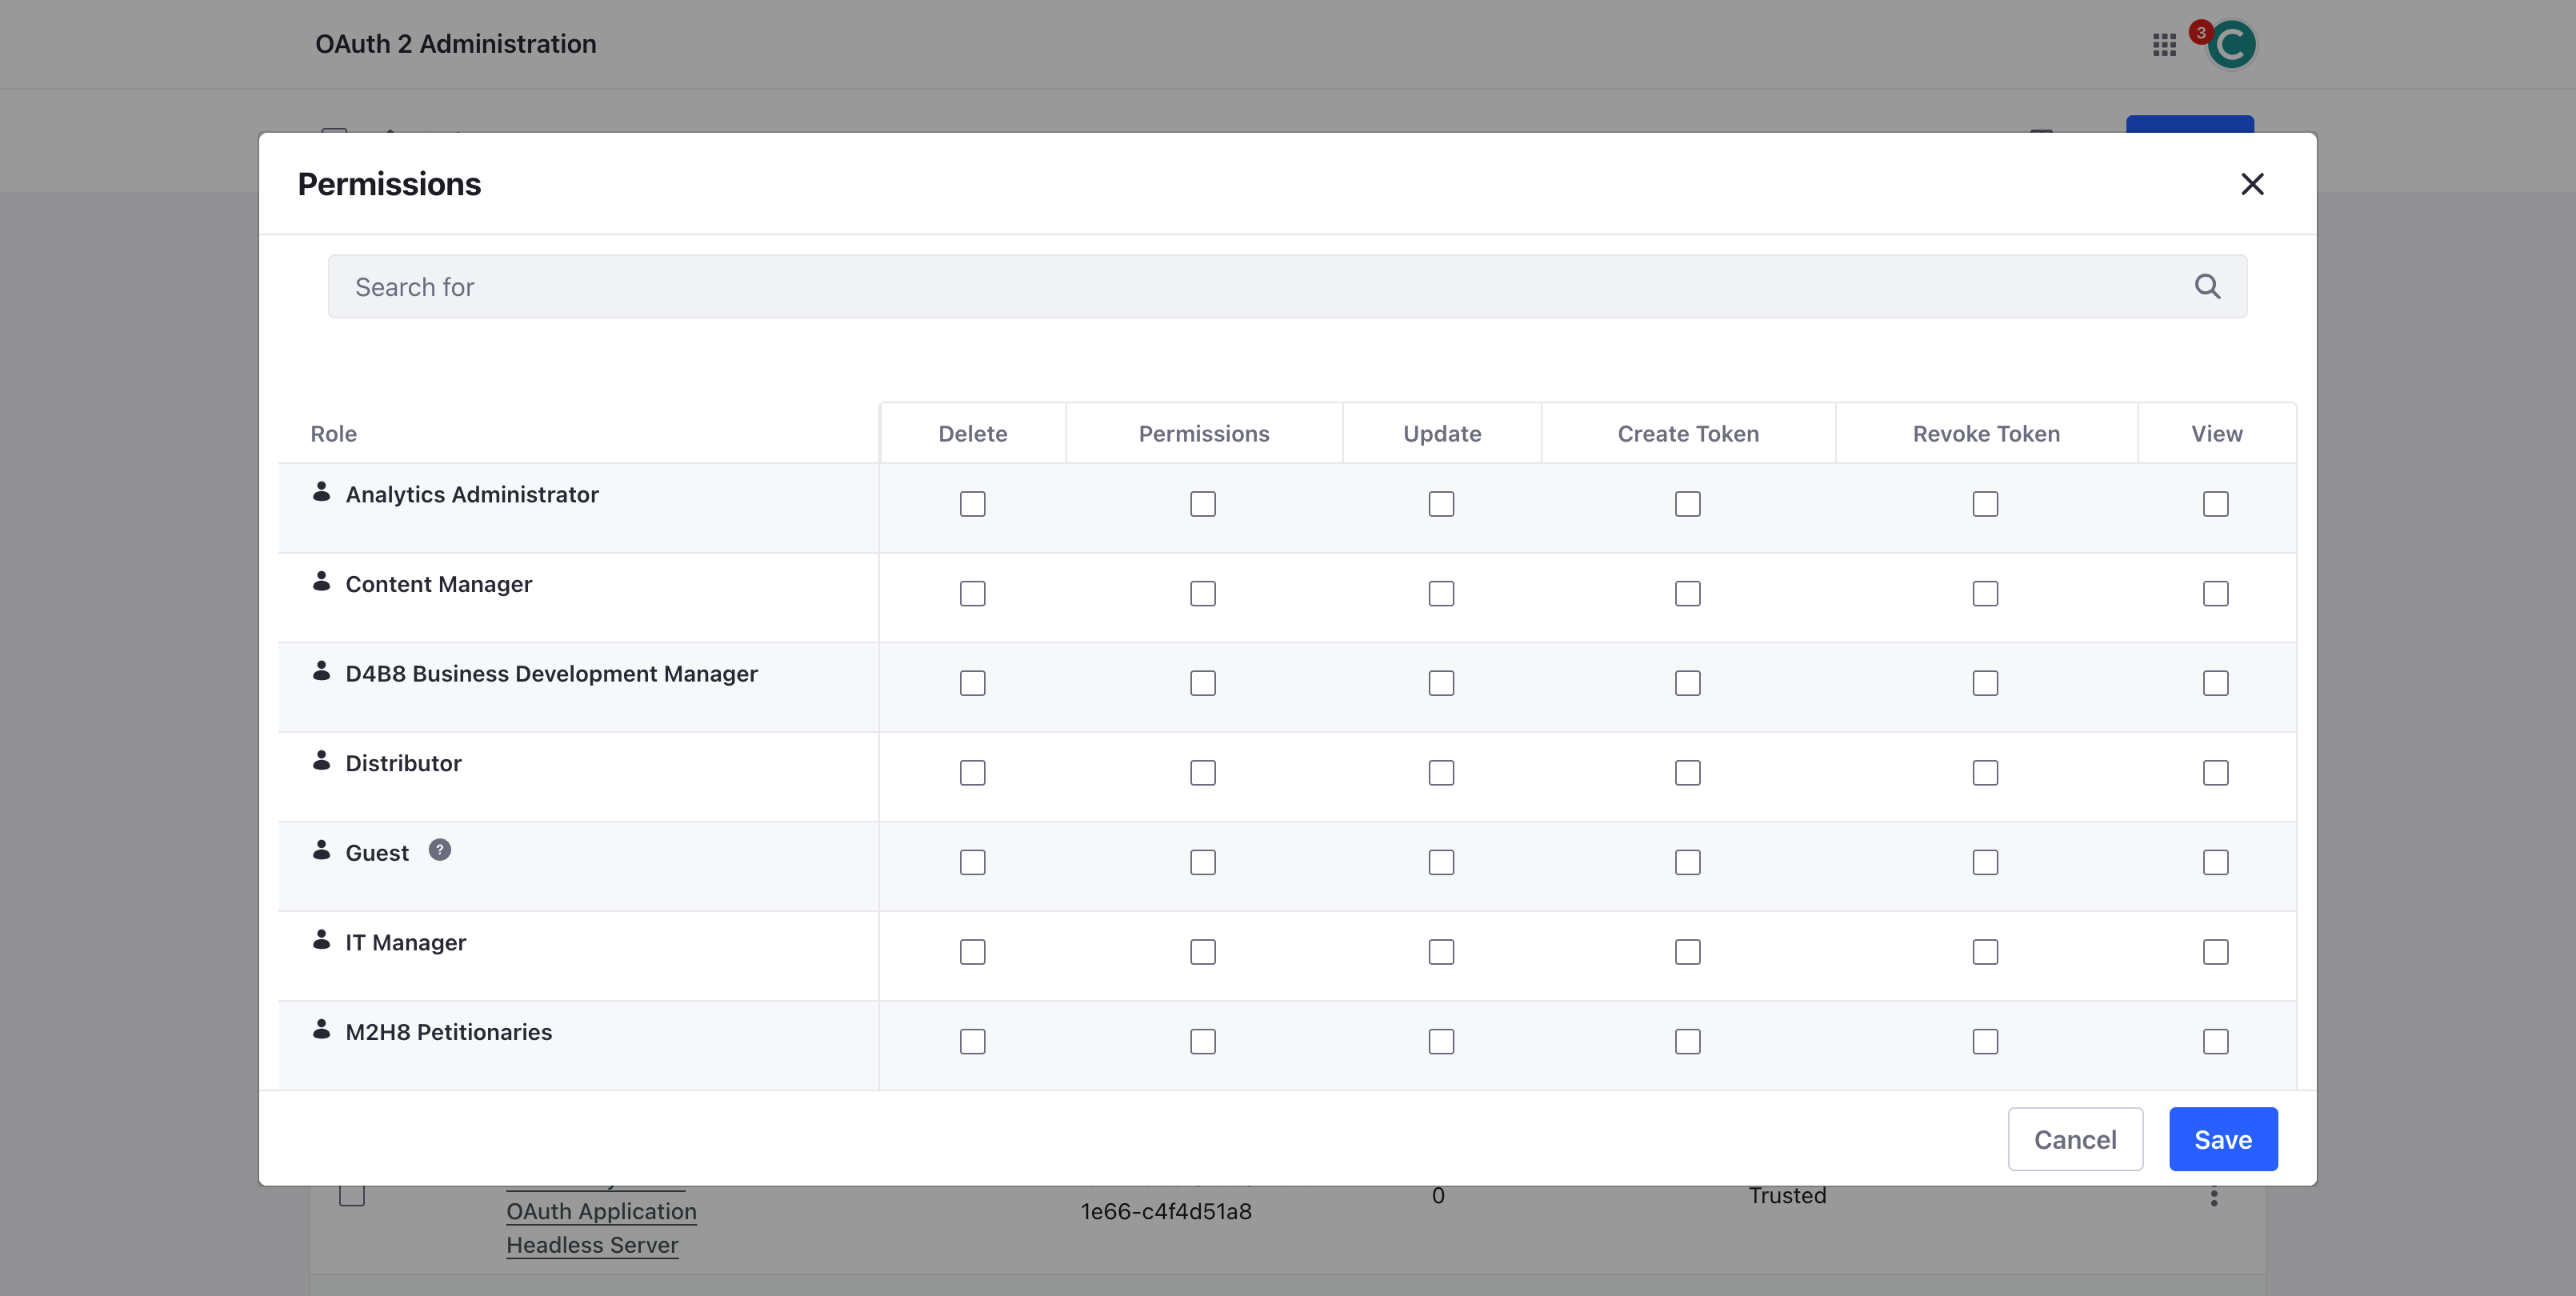 OAuth 2 Administration
3
Permissions
Search for
Role Delete Permissions Update Create Token Revoke Token View
Analytics Administrator
Content Manager
D4B8 Business Development Manager
Distributor
Guest ?
IT Manager
M2H8 Petitionaries
Cancel Save
0 Trusted
OAuth Application 1e66-c4f4d51a8
Headless Server